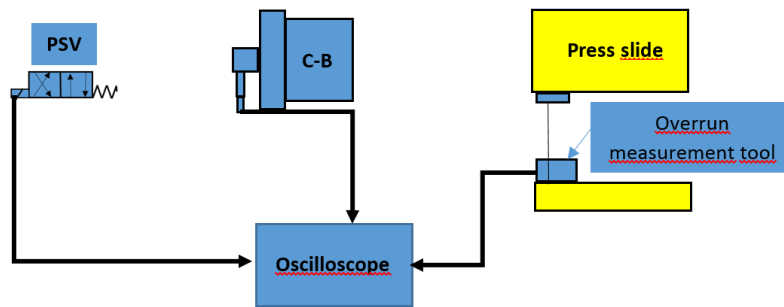 PSV
C-B
Press slide
Overrun
measurement tool
Oscilloscope